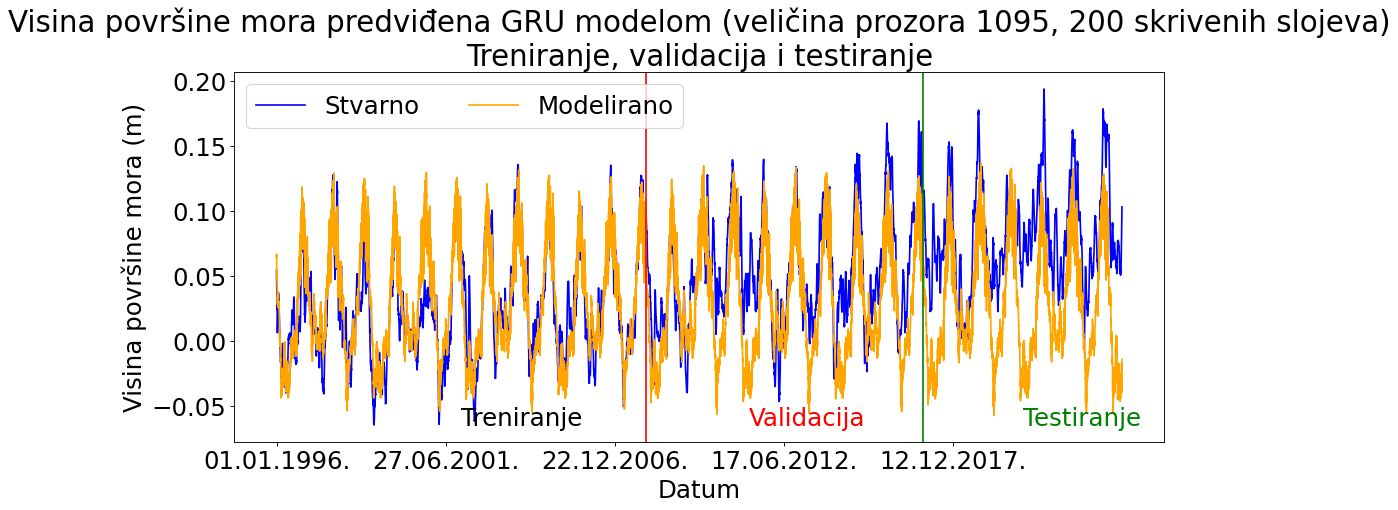 Visina površine mora predviđena GRU modelom (veličina prozora 1095, 200 skrivenih slojeva)
Treniranje, validacija i testiranje
Stvarno
Modelirano
Visina površine mora (m)
0.20
0.15
0.10
0.05
0.00
−0.05
Treniranje
Validacija
Testiranje
01.01.1996.
27.06.2001.
22.12.2006.
17.06.2012.
12.12.2017.
Datum